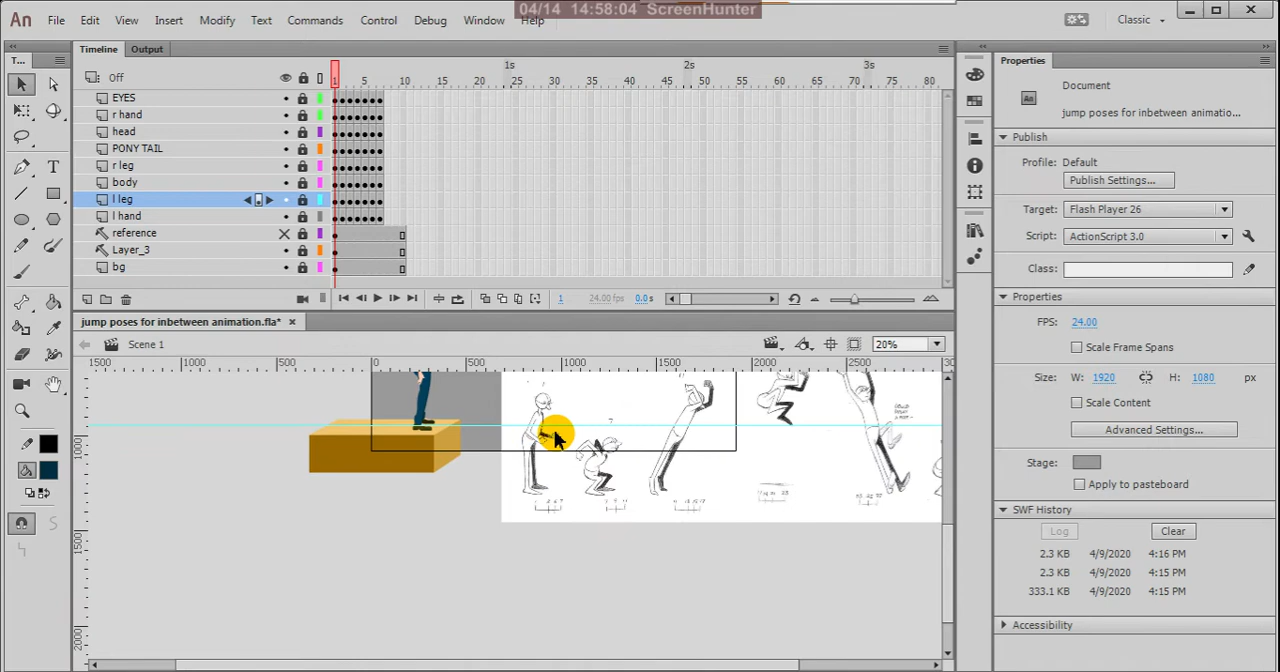 04/14 14:58:04 ScreenHunter
An File Edit View Insert Modify Text Commands Control Debug Window Help Classic
Timeline Output
T...
Off
1s 2s 3s
1 5 10 15 20 25 30 35 40 45 50 55 60 65 70 75 80
EYES
r hand
head
PONY TAIL
r leg
body
l leg
l hand
reference
Layer_3
bg
1 24.00 fps 0.0 s
jump poses for inbetween animation.fla*
Scene 1
20%
1500 1000 500 0 500 1000 1500 2000 2500
1000
1500
2000
Properties
Document
An
jump poses for inbetween animatio...
Publish
Profile: Default
Publish Settings...
Target: Flash Player 26
Script: ActionScript 3.0
Class:
Properties
FPS: 24.00
Scale Frame Spans
Size: W: 1920 H: 1080 px
Scale Content
Advanced Settings...
Stage:
Apply to pasteboard
SWF History
Log Clear
2.3 KB 4/9/2020 4:16 PM
2.3 KB 4/9/2020 4:15 PM
333.1 KB 4/9/2020 4:15 PM
Accessibility